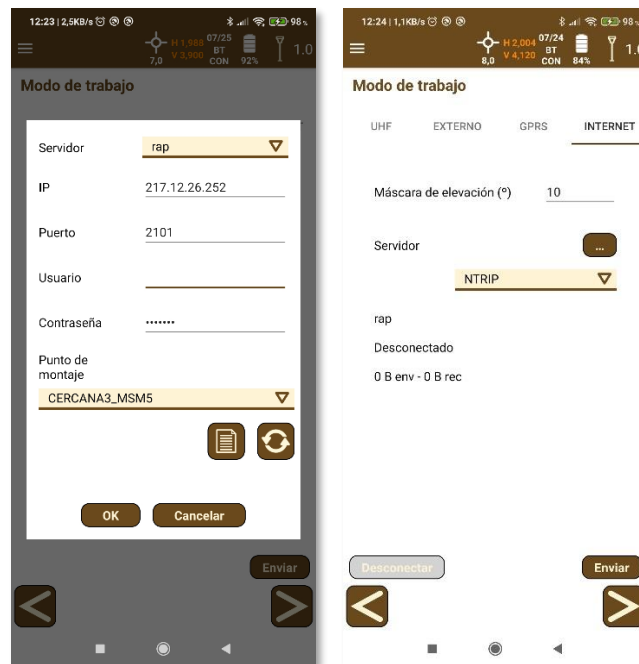 12:23 | 2,5KB/s
98
7,0
H 1,988
V 3,900
07/25
BT
CON
92%
1.0
Modo de trabajo
Servidor
rap
IP
217.12.26.252
Puerto
2101
Usuario
Contraseña
•••••••
Punto de
montaje
CERCANA3_MSM5
OK
Cancelar
Enviar
12:24 | 1,1KB/s
98
8,0
H 2,004
V 4,120
07/24
BT
CON
84%
1.0
Modo de trabajo
UHF
EXTERNO
GPRS
INTERNET
Máscara de elevación (º)
10
Servidor
...
NTRIP
rap
Desconectado
0 B env - 0 B rec
Desconectar
Enviar